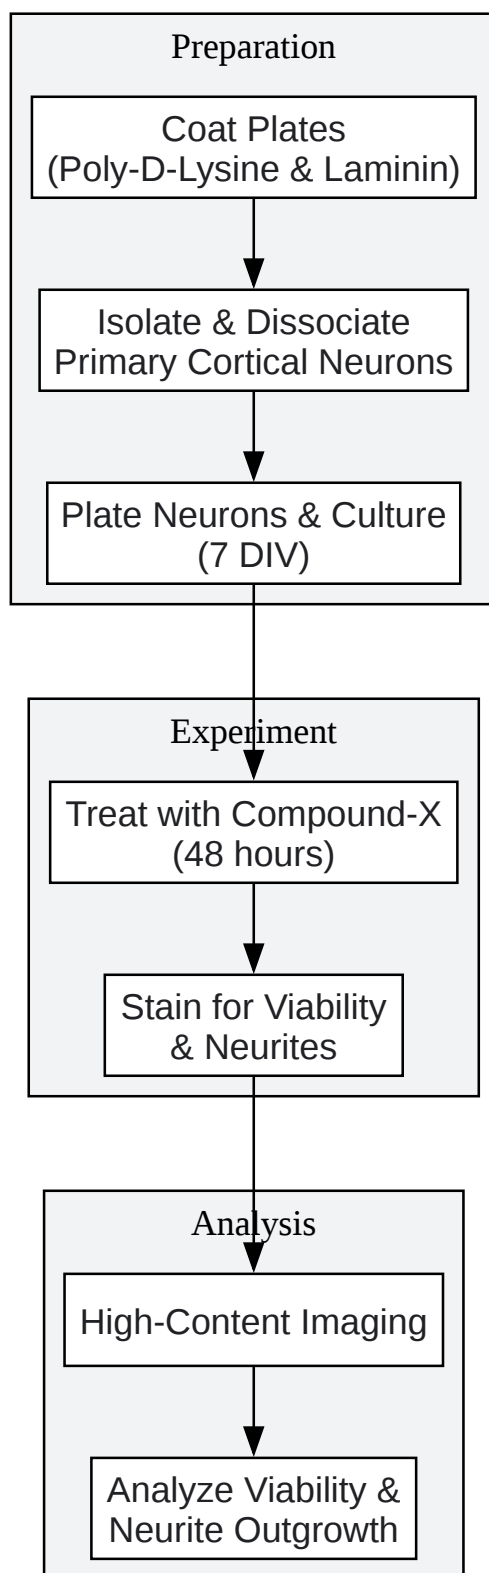 Preparation
Coat Plates
(Poly-D-Lysine & Laminin)
Isolate & Dissociate
Primary Cortical Neurons
Plate Neurons & Culture
(7 DIV)
Experiment
Treat with Compound-X
(48 hours)
Stain for Viability
& Neurites
Analysis
High-Content Imaging
Analyze Viability &
Neurite Outgrowth